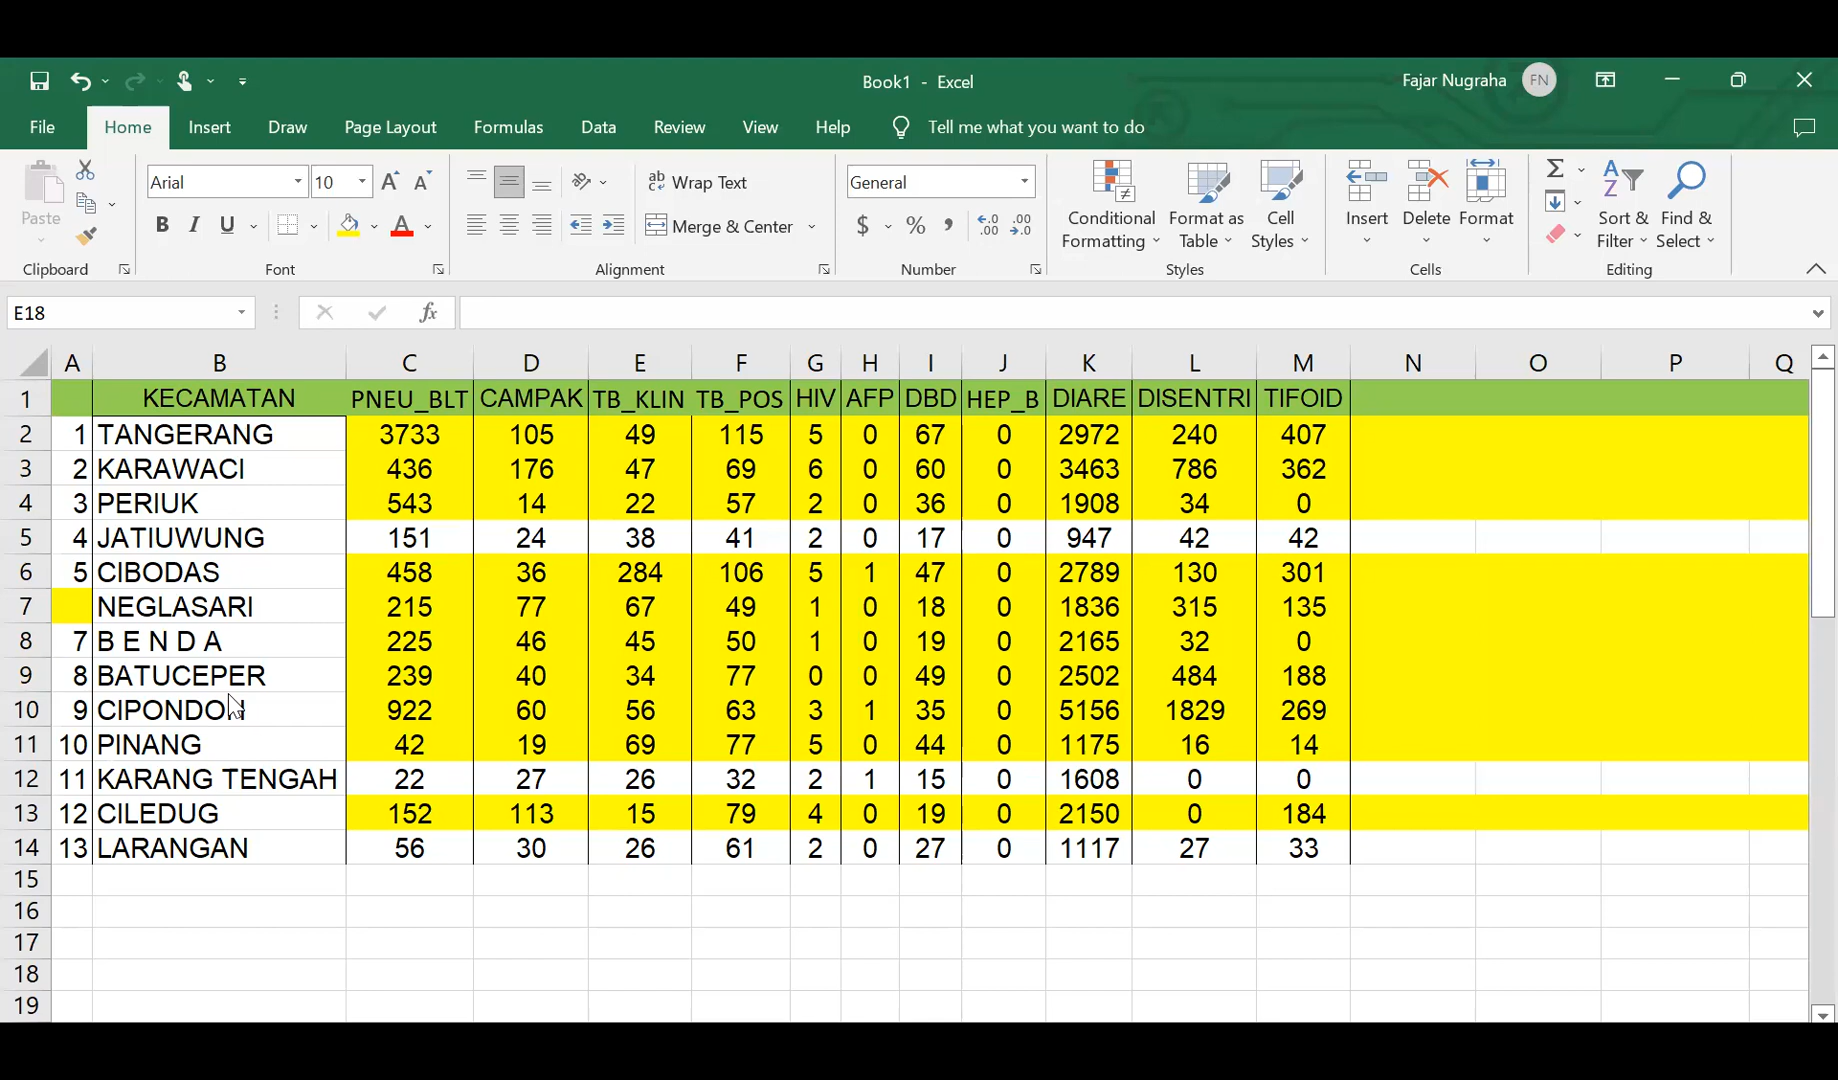 Book1 - Excel
Fajar Nugraha FN
File Home Insert Draw Page Layout Formulas Data Review View Help Tell me what you want to do
Paste
Clipboard
Arial 10
B I U
Font
ab Wrap Text
Merge & Center
Alignment
General
$ % ,
Number
Conditional Formatting
Format as Table
Cell Styles
Styles
Insert Delete Format
Cells
Sort & Filter
Find & Select
Editing
E18 fx
A B C D E F G H I J K L M N O P Q
1 KECAMATAN PNEU_BLT CAMPAK TB_KLIN TB_POS HIV AFP DBD HEP_B DIARE DISENTRI TIFOID
2 1 TANGERANG 3733 105 49 115 5 0 67 0 2972 240 407
3 2 KARAWACI 436 176 47 69 6 0 60 0 3463 786 362
4 3 PERIUK 543 14 22 57 2 0 36 0 1908 34 0
5 4 JATIUWUNG 151 24 38 41 2 0 17 0 947 42 42
6 5 CIBODAS 458 36 284 106 5 1 47 0 2789 130 301
7 NEGLASARI 215 77 67 49 1 0 18 0 1836 315 135
8 7 B E N D A 225 46 45 50 1 0 19 0 2165 32 0
9 8 BATUCEPER 239 40 34 77 0 0 49 0 2502 484 188
10 9 CIPONDOH 922 60 56 63 3 1 35 0 5156 1829 269
11 10 PINANG 42 19 69 77 5 0 44 0 1175 16 14
12 11 KARANG TENGAH 22 27 26 32 2 1 15 0 1608 0 0
13 12 CILEDUG 152 113 15 79 4 0 19 0 2150 0 184
14 13 LARANGAN 56 30 26 61 2 0 27 0 1117 27 33
15
16
17
18
19